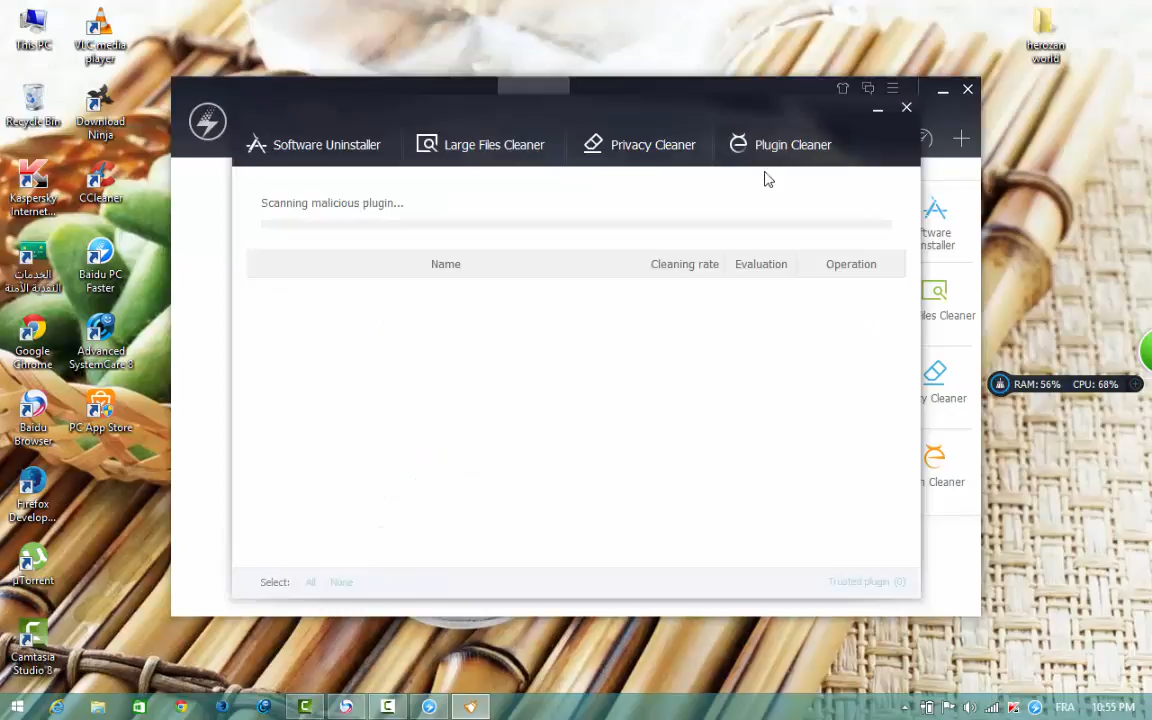 This PC
VLC media
player
herozan
world
Recycle Bin
Download
Ninja
Software Uninstaller
Large Files Cleaner
Privacy Cleaner
Plugin Cleaner
Kaspersky
Internet...
CCleaner
Scanning malicious plugin...
ftware
nstaller
Name
Cleaning rate
Evaluation
Operation
الخدمات
النقدية الآمنة
Baidu PC
Faster
iles Cleaner
Google
Chrome
Advanced
SystemCare 8
RAM: 56%
CPU: 68%
y Cleaner
Baidu
Browser
PC App Store
n Cleaner
Firefox
Develop...
µTorrent
Select:
All
None
Trusted plugin (0)
Camtasia
Studio 8
FRA
10:55 PM